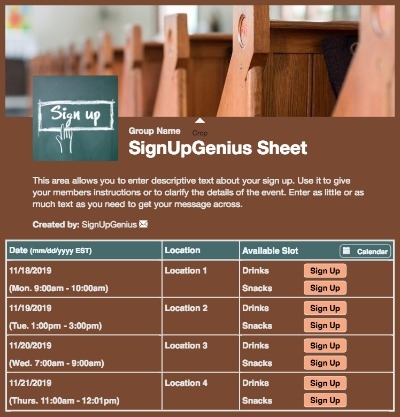 Sign up
Crop
Group Name
SignUpGenius Sheet
This area allows you to enter descriptive text about your sign up. Use it to give
your members instructions or to clarify the details of the event. Enter as little or as
much text as you need to get your message across.
Created by: SignUpGenius
Date (mm/dd/yyyy EST) Location Available Slot Calendar
11/18/2019 Location 1 Drinks Sign Up
(Mon. 9:00am - 10:00am) Snacks Sign Up
11/19/2019 Location 2 Drinks Sign Up
(Tue. 1:00pm - 3:00pm) Snacks Sign Up
11/20/2019 Location 3 Drinks Sign Up
(Wed. 7:00am - 9:00am) Snacks Sign Up
11/21/2019 Location 4 Drinks Sign Up
(Thurs. 11:00am - 12:01pm) Snacks Sign Up